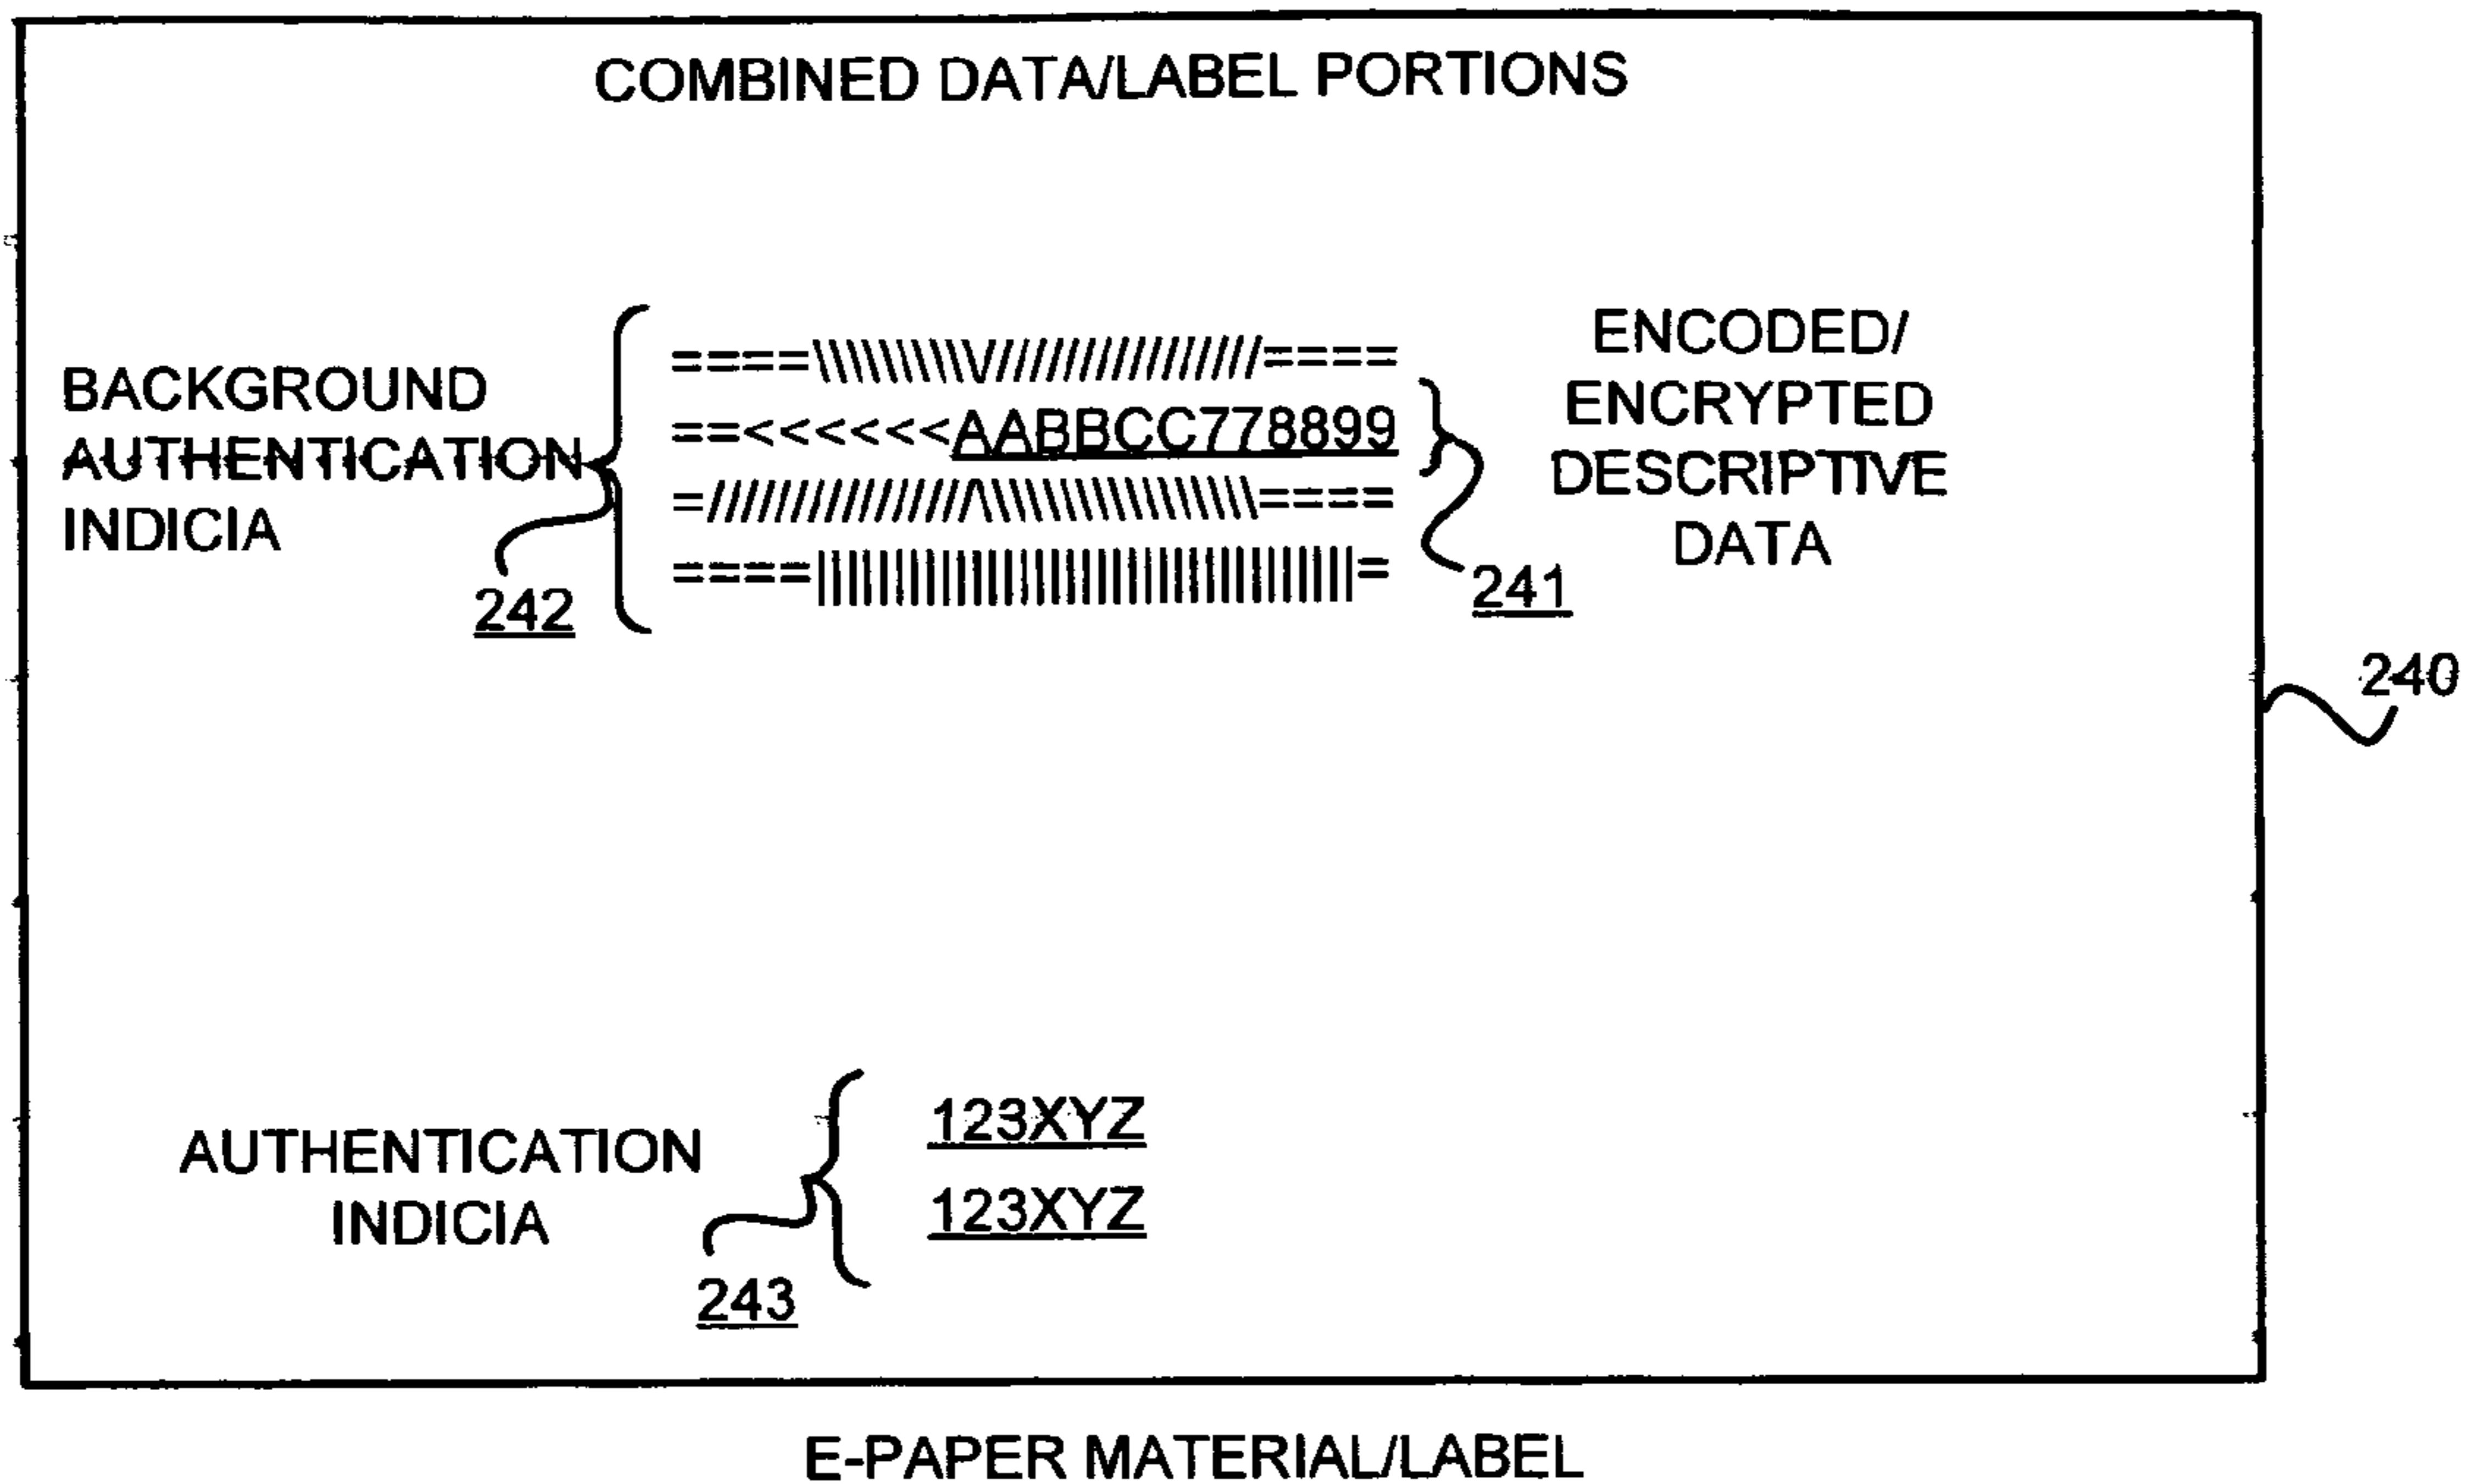 COMBINED DATA/LABEL PORTIONS
BACKGROUND
AUTHENTICATION
INDICIA
242
====\\\\\\\\\\///////////////====
==<<<<<<AABBCC778899
=///////////////\\\\\\\\\\\\\\\\====
====|||||||||||||||||||||||||||||||||||=
ENCODED/
ENCRYPTED
DESCRIPTIVE
DATA
241
240
AUTHENTICATION
INDICIA
243
123XYZ
123XYZ
E-PAPER MATERIAL/LABEL